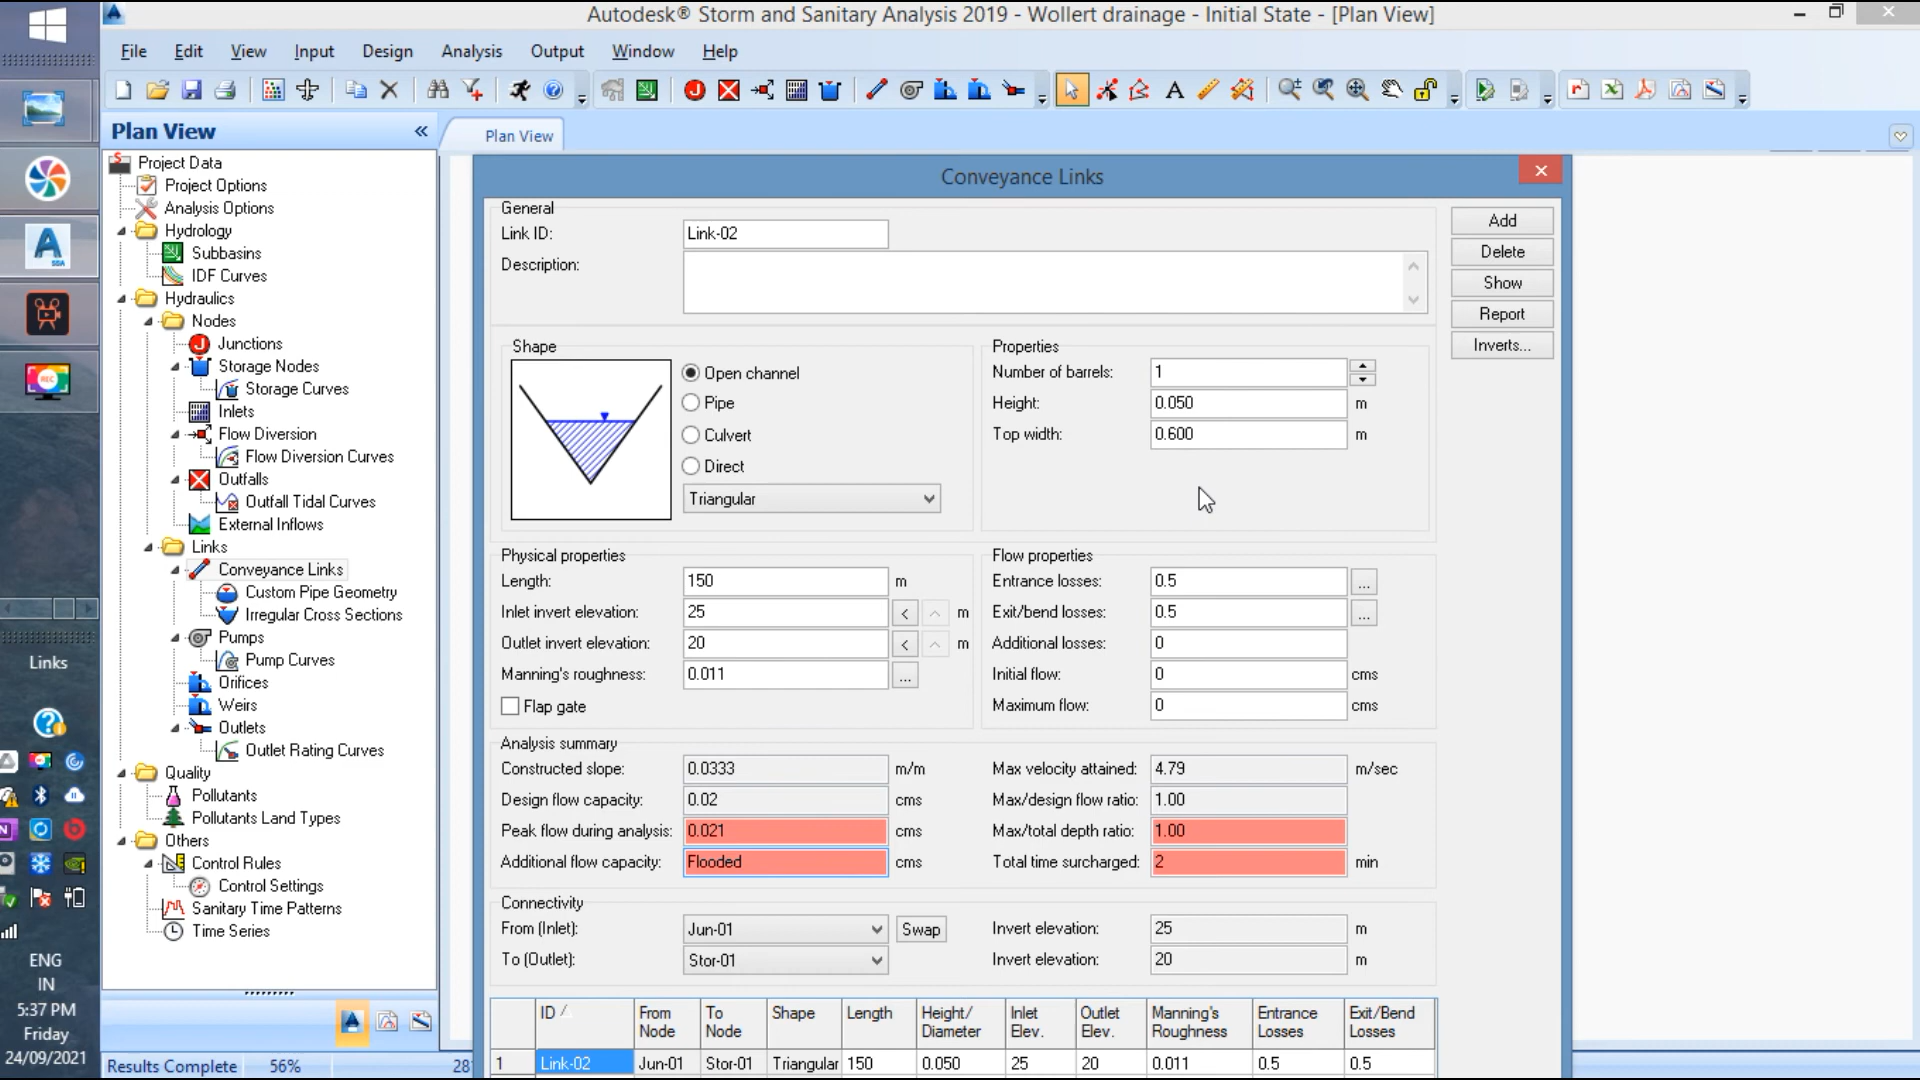 Autodesk® Storm and Sanitary Analysis 2019 - Wollert drainage - Initial State - [Plan View]
File Edit View Input Design Analysis Output Window Help
Plan View
Plan View
Project Data
Project Options
Analysis Options
Hydrology
Subbasins
IDF Curves
Hydraulics
Nodes
Junctions
Storage Nodes
Storage Curves
Inlets
Flow Diversion
Flow Diversion Curves
Outfalls
Outfall Tidal Curves
External Inflows
Links
Conveyance Links
Custom Pipe Geometry
Irregular Cross Sections
Pumps
Pump Curves
Orifices
Weirs
Outlets
Outlet Rating Curves
Quality
Pollutants
Pollutants Land Types
Others
Control Rules
Control Settings
Sanitary Time Patterns
Time Series
Results Complete 56% 28
Links
ENG
IN
5:37 PM
Friday
24/09/2021
Conveyance Links
General
Link ID: Link-02
Description:
Add
Delete
Show
Report
Inverts...
Shape
Open channel
Pipe
Culvert
Direct
Triangular
Properties
Number of barrels: 1
Height: 0.050 m
Top width: 0.600 m
Physical properties
Length: 150 m
Inlet invert elevation: 25 < m
Outlet invert elevation: 20 < m
Manning's roughness: 0.011 ...
Flap gate
Flow properties
Entrance losses: 0.5 ...
Exit/bend losses: 0.5 ...
Additional losses: 0
Initial flow: 0 cms
Maximum flow: 0 cms
Analysis summary
Constructed slope: 0.0333 m/m
Design flow capacity: 0.02 cms
Peak flow during analysis: 0.021 cms
Additional flow capacity: Flooded cms
Max velocity attained: 4.79 m/sec
Max/design flow ratio: 1.00
Max/total depth ratio: 1.00
Total time surcharged: 2 min
Connectivity
From (Inlet): Jun-01 Swap Invert elevation: 25 m
To (Outlet): Stor-01 Invert elevation: 20 m
ID From Node To Node Shape Length Height/Diameter Inlet Elev. Outlet Elev. Manning's Roughness Entrance Losses Exit/Bend Losses
1 Link-02 Jun-01 Stor-01 Triangular 150 0.050 25 20 0.011 0.5 0.5